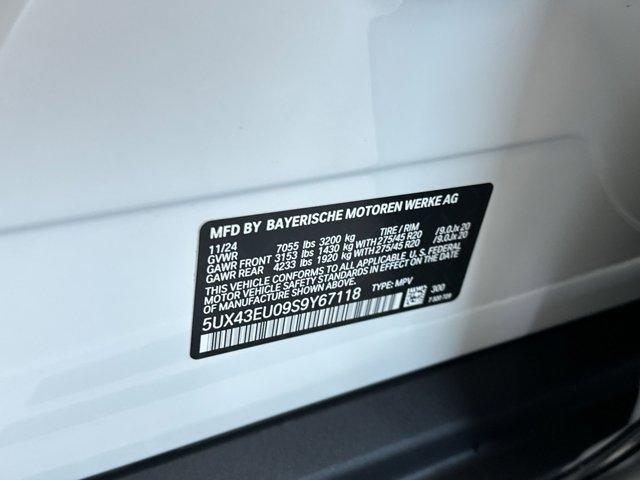 MFD BY BAYERISCHE MOTOREN WERKE AG
11/24 7055 lbs 3200 kg TIRE / RIM
GVWR
GAWR FRONT 3153 lbs 1430 kg WITH 275/45 R20 /9.0Jx20
GAWR REAR 4233 lbs 1920 kg WITH 275/45 R20 /9.0Jx20
THIS VEHICLE CONFORMS TO ALL APPLICABLE U. S. FEDERAL
MOTOR VEHICLE SAFETY STANDARDS IN EFFECT ON THE DATE
OF MANUFACTURE SHOWN ABOVE.
5UX43EU09S9Y67118 TYPE: MPV
300